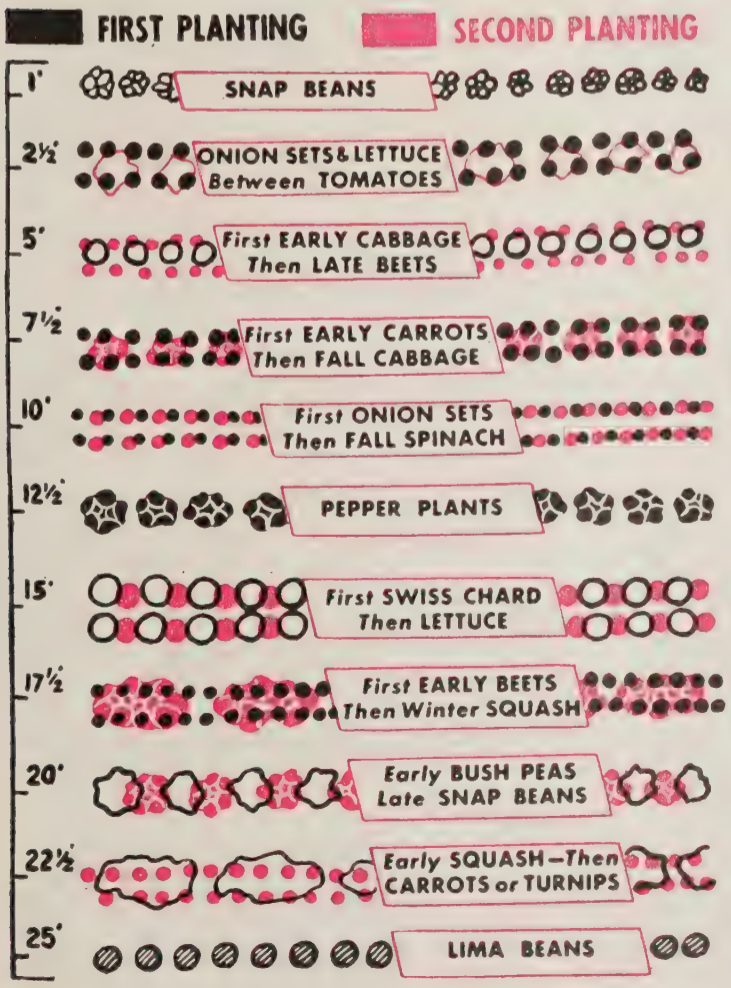 FIRST PLANTING SECOND PLANTING
1' SNAP BEANS
2½' ONION SETS & LETTUCE
Between TOMATOES
5' First EARLY CABBAGE
Then LATE BEETS
7½' First EARLY CARROTS
Then FALL CABBAGE
10' First ONION SETS
Then FALL SPINACH
12½' PEPPER PLANTS
15' First SWISS CHARD
Then LETTUCE
17½' First EARLY BEETS
Then Winter SQUASH
20' Early BUSH PEAS
Late SNAP BEANS
22½' Early SQUASH—Then
CARROTS or TURNIPS
25' LIMA BEANS